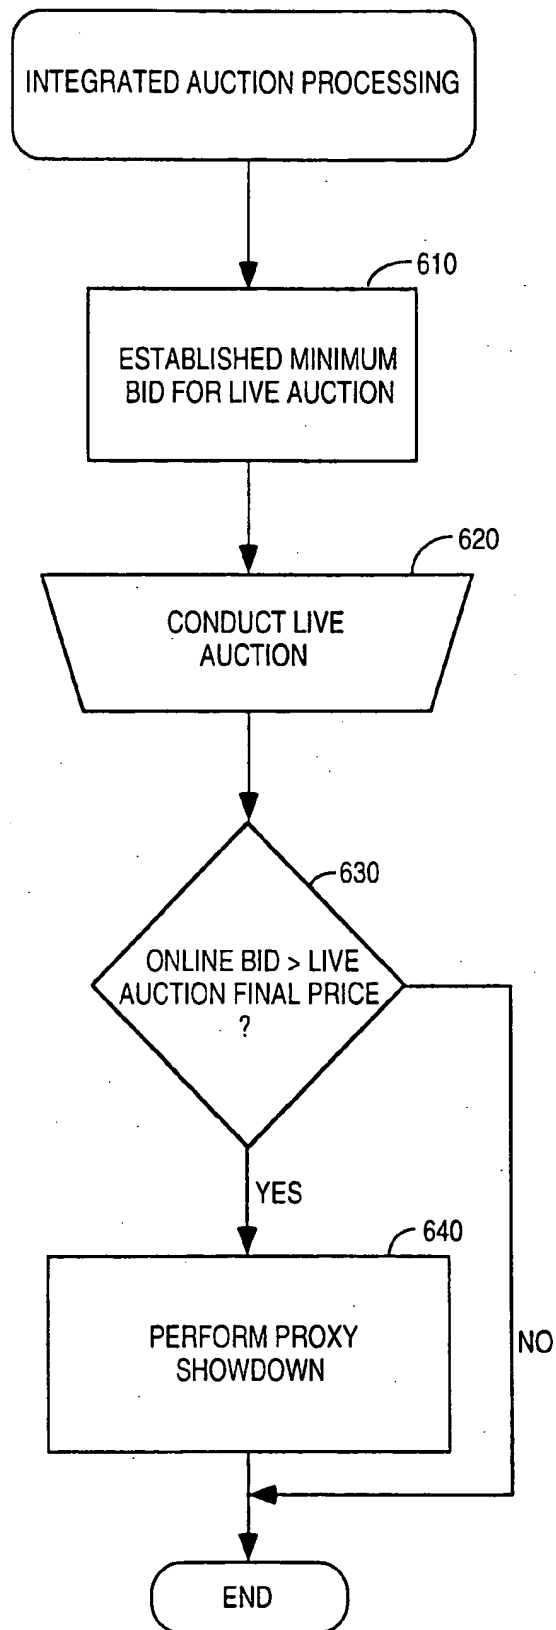 INTEGRATED AUCTION PROCESSING
610
ESTABLISHED MINIMUM
BID FOR LIVE AUCTION
620
CONDUCT LIVE
AUCTION
630
ONLINE BID > LIVE
AUCTION FINAL PRICE
?
YES
640
PERFORM PROXY
SHOWDOWN
NO
END